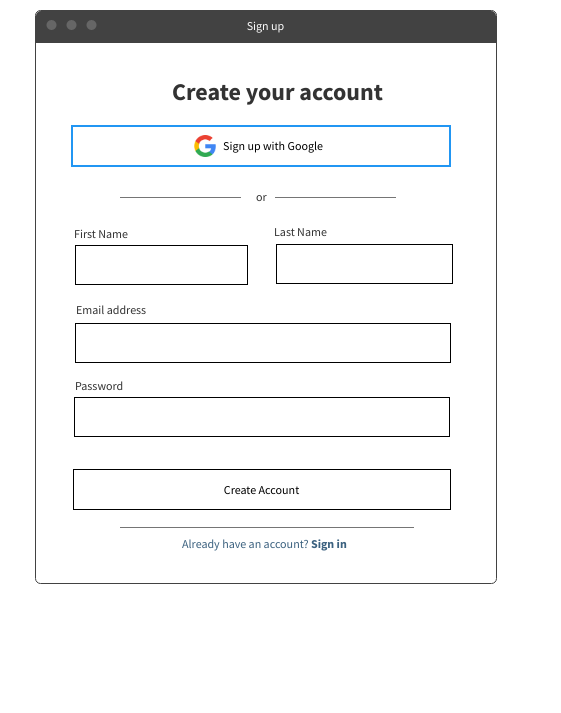 Sign up
Create your account
Sign up with Google
or
First Name
Last Name
Email address
Password
Create Account
Already have an account? Sign in